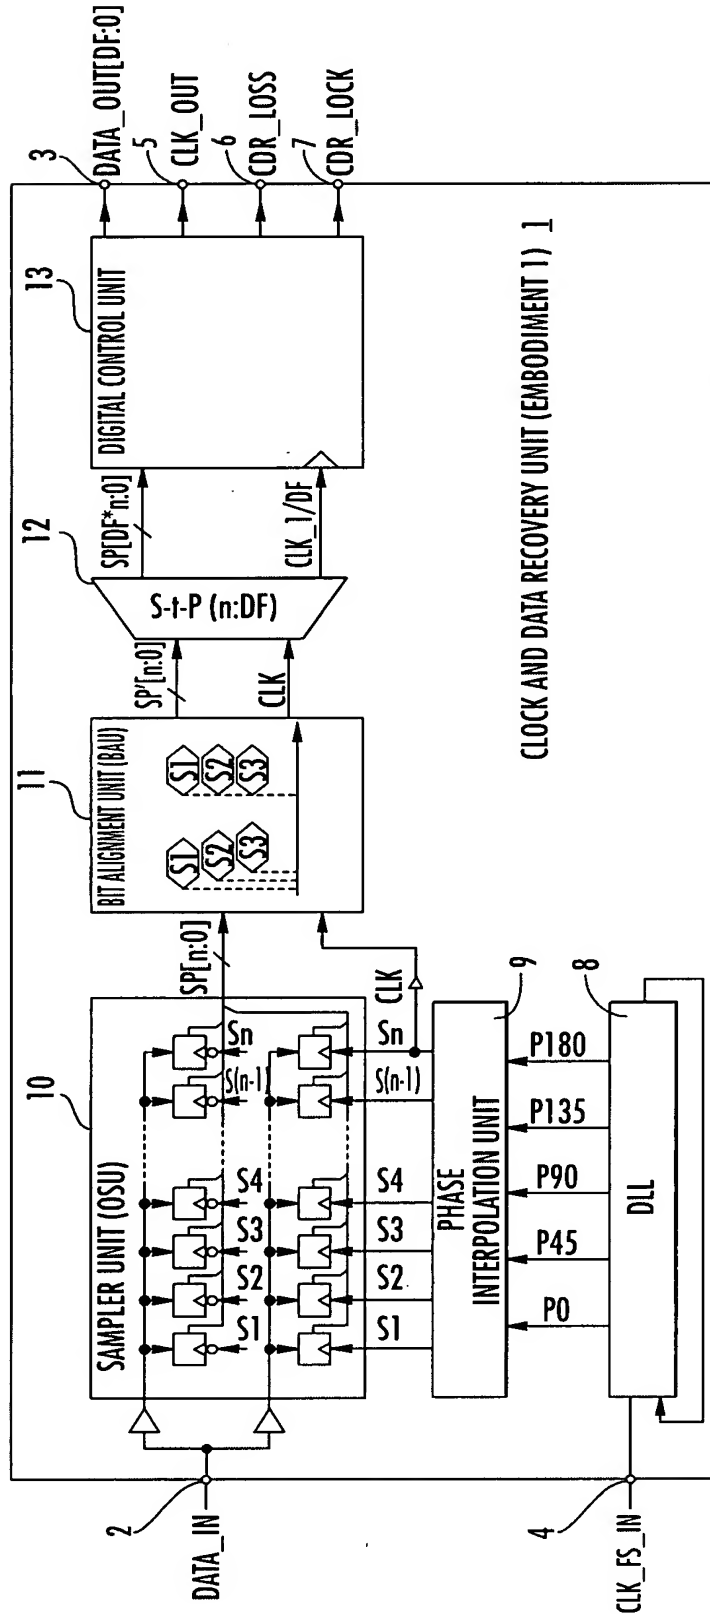 DATA_IN
2
CLK_FS_IN
4
10
SAMPLER UNIT (OSU)
S1
S2
S3
S4
S(n-1)
Sn
S1
S2
S3
S4
S(n-1)
Sn
SP[n:0]
CLK
PHASE
INTERPOLATION UNIT
9
P0
P45
P90
P135
P180
DLL
8
11
BIT ALIGNMENT UNIT (BAU)
S1
S2
S3
S1
S2
S3
SP'[n:0]
CLK
12
S-t-P (n:DF)
SP[DF*n:0]
CLK_1/DF
13
DIGITAL CONTROL UNIT
3
DATA_OUT[DF:0]
5
CLK_OUT
6
CDR_LOSS
7
CDR_LOCK
CLOCK AND DATA RECOVERY UNIT (EMBODIMENT 1) 1